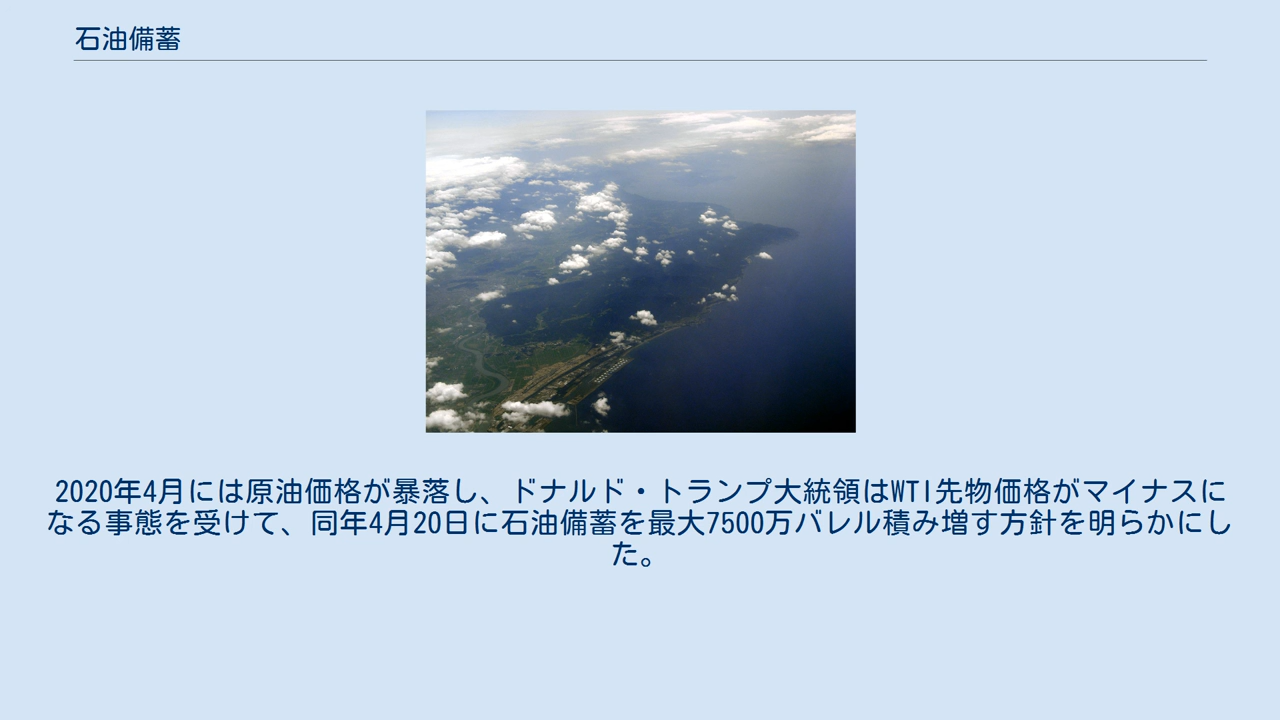 石油備蓄
2020年4月には原油価格が暴落し、ドナルド・トランプ大統領はWTI先物価格がマイナスに
なる事態を受けて、同年4月20日に石油備蓄を最大7500万バレル積み増す方針を明らかにし
た。